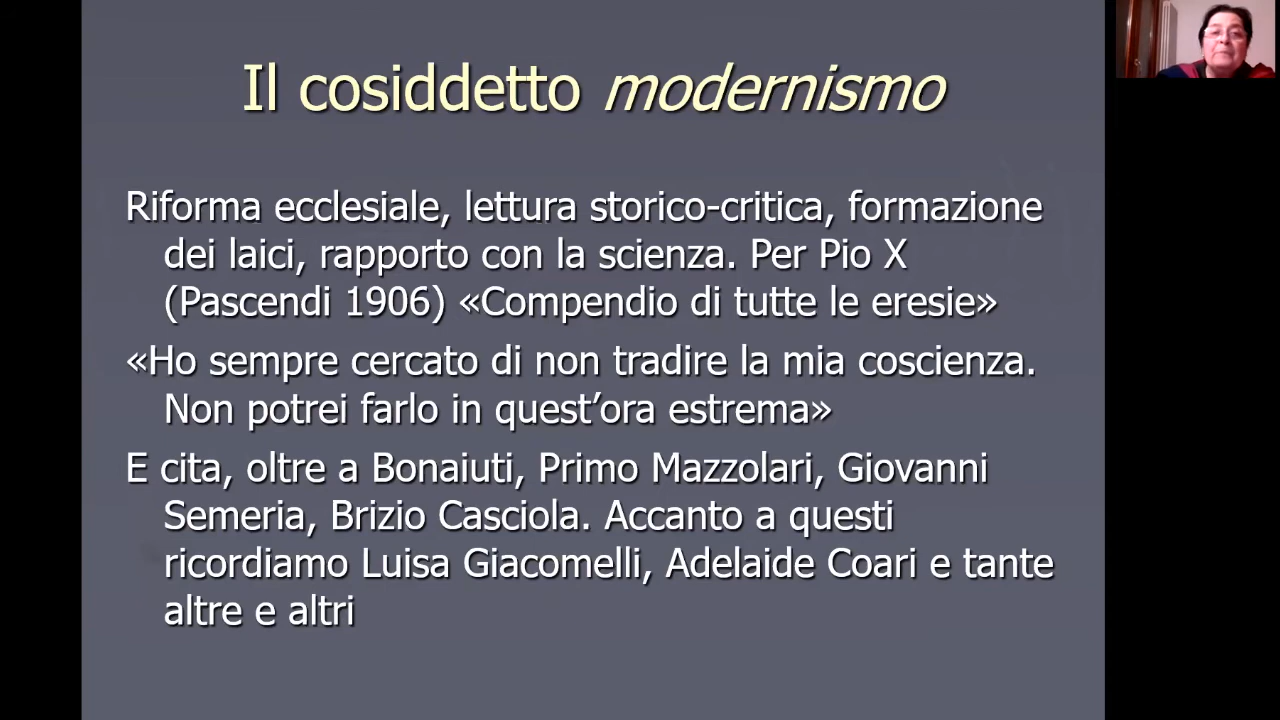 Il cosiddetto modernismo
Riforma ecclesiale, lettura storico-critica, formazione
dei laici, rapporto con la scienza. Per Pio X
(Pascendi 1906) «Compendio di tutte le eresie»
«Ho sempre cercato di non tradire la mia coscienza.
Non potrei farlo in quest’ora estrema»
E cita, oltre a Bonaiuti, Primo Mazzolari, Giovanni
Semeria, Brizio Casciola. Accanto a questi
ricordiamo Luisa Giacomelli, Adelaide Coari e tante
altre e altri